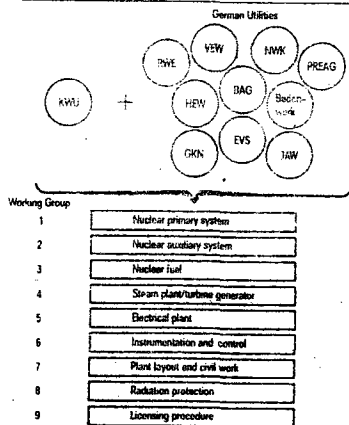 German Utilities
VEW
NWK
RWE
PREAG
KWU
+
HEW
BAG
Baden-
werk
GKN
EVS
JAW
Working Group
1 Nuclear primary system
2 Nuclear auxiliary system
3 Nuclear fuel
4 Steam plant/turbine generator
5 Electrical plant
6 Instrumentation and control
7 Plant layout and civil work
8 Radiation protection
9 Licensing procedure